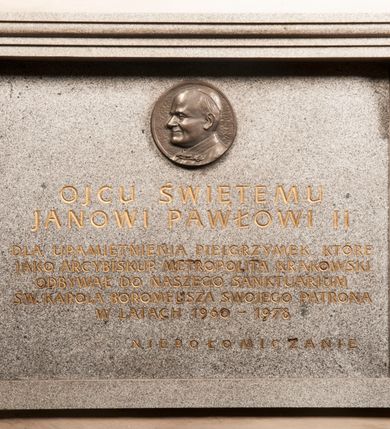 OJCU ŚWIĘTEMU
JANOWI PAWŁOWI II
DLA UPAMIĘTNIENIA PIELGRZYMEK, KTÓRE
JAKO ARCYBISKUP METROPOLITA KRAKOWSKI
ODBYWAŁ DO NASZEGO SANKTUARIUM
ŚW. KAROLA BOROMEUSZA SWOJEGO PATRONA
W LATACH 1960 - 1978
NIEPOŁOMICZANIE